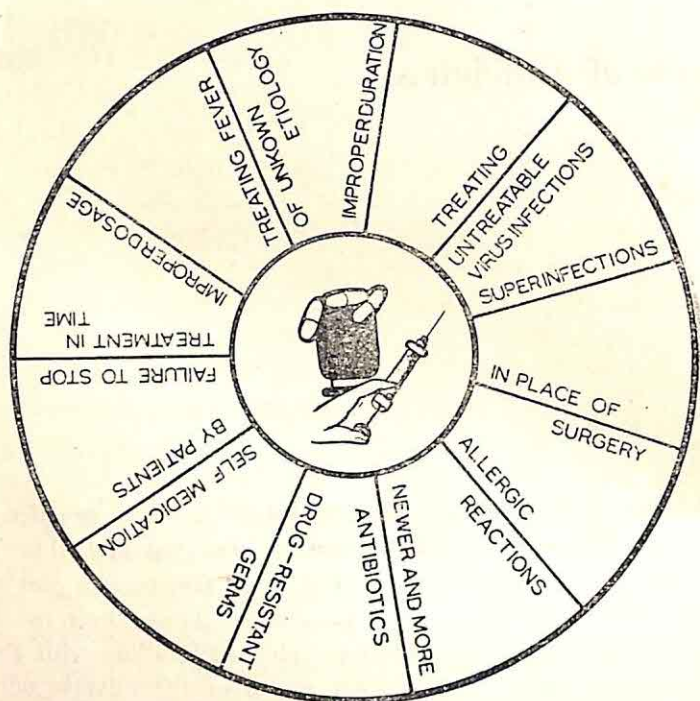 IMPROPERDURATION
TREATING
UNTREATABLE
VIRUS INFECTIONS
SUPERINFECTIONS
IN PLACE OF
SURGERY
ALLERGIC
REACTIONS
NEWER AND MORE
ANTIBIOTICS
DRUG-RESISTANT
GERMS
SELF MEDICATION
BY PATIENTS
FAILURE TO STOP
TREATMENT IN
TIME
IMPROPERDOSAGE
TREATING FEVER
OF UNKOWN
ETIOLOGY